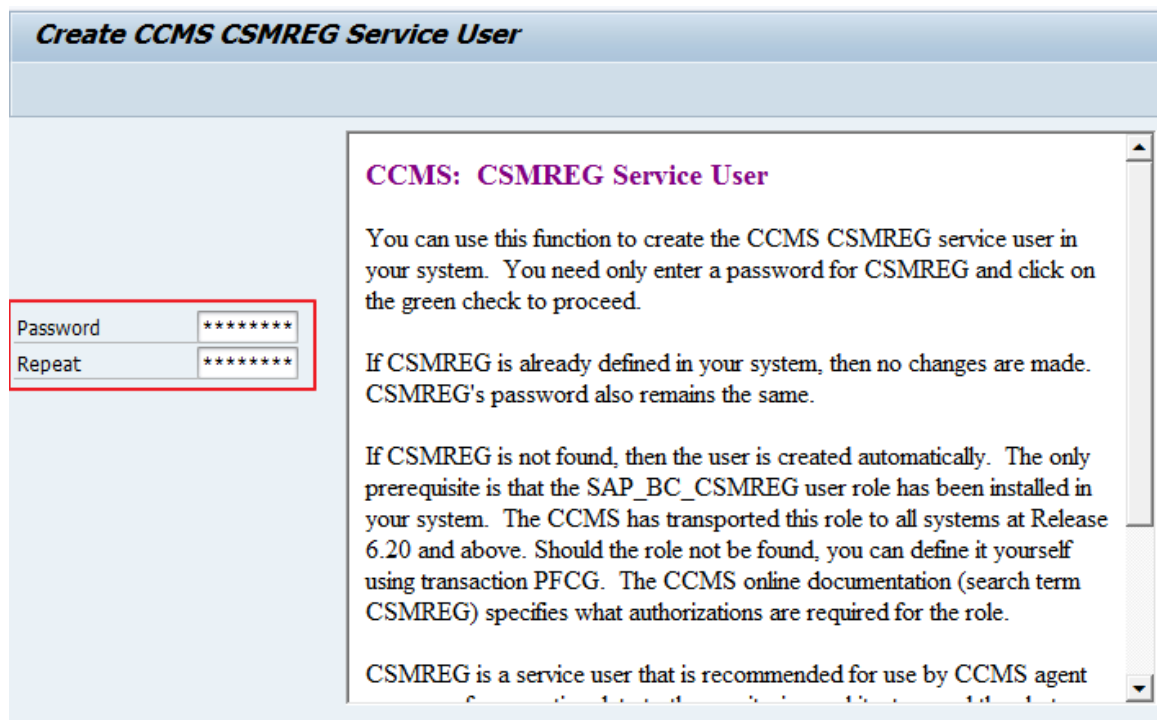 Create CCMS CSMREG Service User
Password ********
Repeat ********
CCMS: CSMREG Service User
You can use this function to create the CCMS CSMREG service user in
your system. You need only enter a password for CSMREG and click on
the green check to proceed.
If CSMREG is already defined in your system, then no changes are made.
CSMREG's password also remains the same.
If CSMREG is not found, then the user is created automatically. The only
prerequisite is that the SAP_BC_CSMREG user role has been installed in
your system. The CCMS has transported this role to all systems at Release
6.20 and above. Should the role not be found, you can define it yourself
using transaction PFCG. The CCMS online documentation (search term
CSMREG) specifies what authorizations are required for the role.
CSMREG is a service user that is recommended for use by CCMS agent